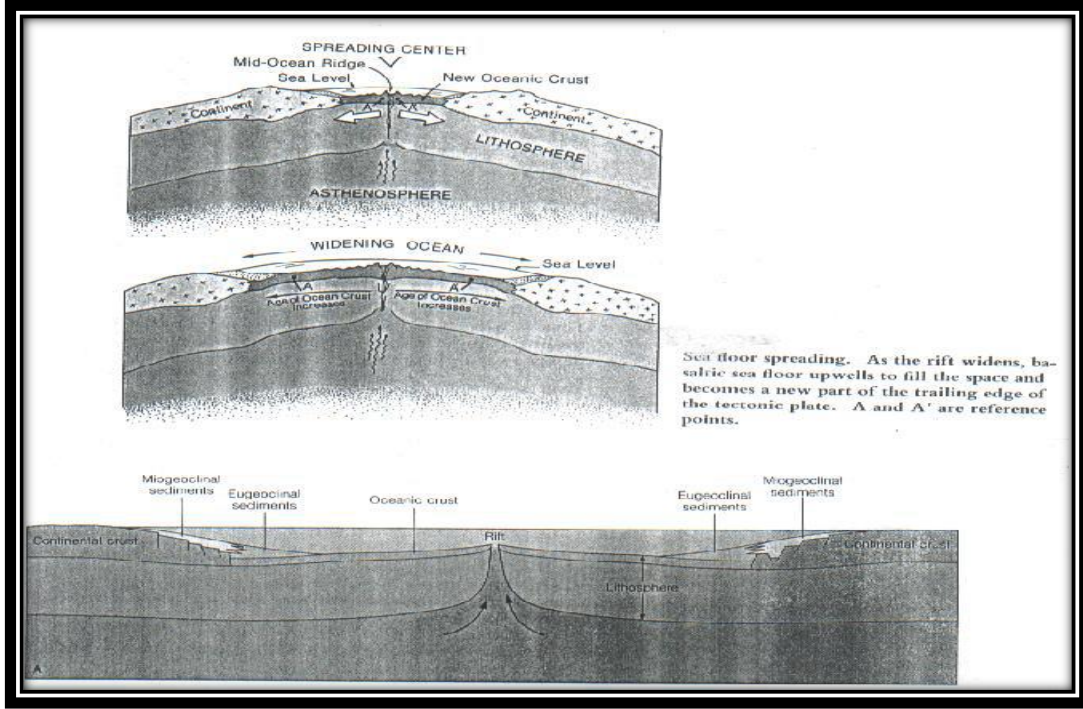 SPREADING CENTER
Mid-Ocean Ridge
Sea Level
New Oceanic Crust
Continent
A
A'
Continent
LITHOSPHERE
ASTHENOSPHERE
WIDENING OCEAN
Sea Level
A
A'
Age of Ocean Crust
Increases
Age of Ocean Crust
Increases
Sea floor spreading. As the rift widens, ba-
saltic sea floor upwells to fill the space and
becomes a new part of the trailing edge of
the tectonic plate. A and A' are reference
points.
Miogeoclinal
sediments
Eugeoclinal
sediments
Oceanic crust
Eugeoclinal
sediments
Miogeoclinal
sediments
Continental crust
Rift
Continental crust
Lithosphere
A